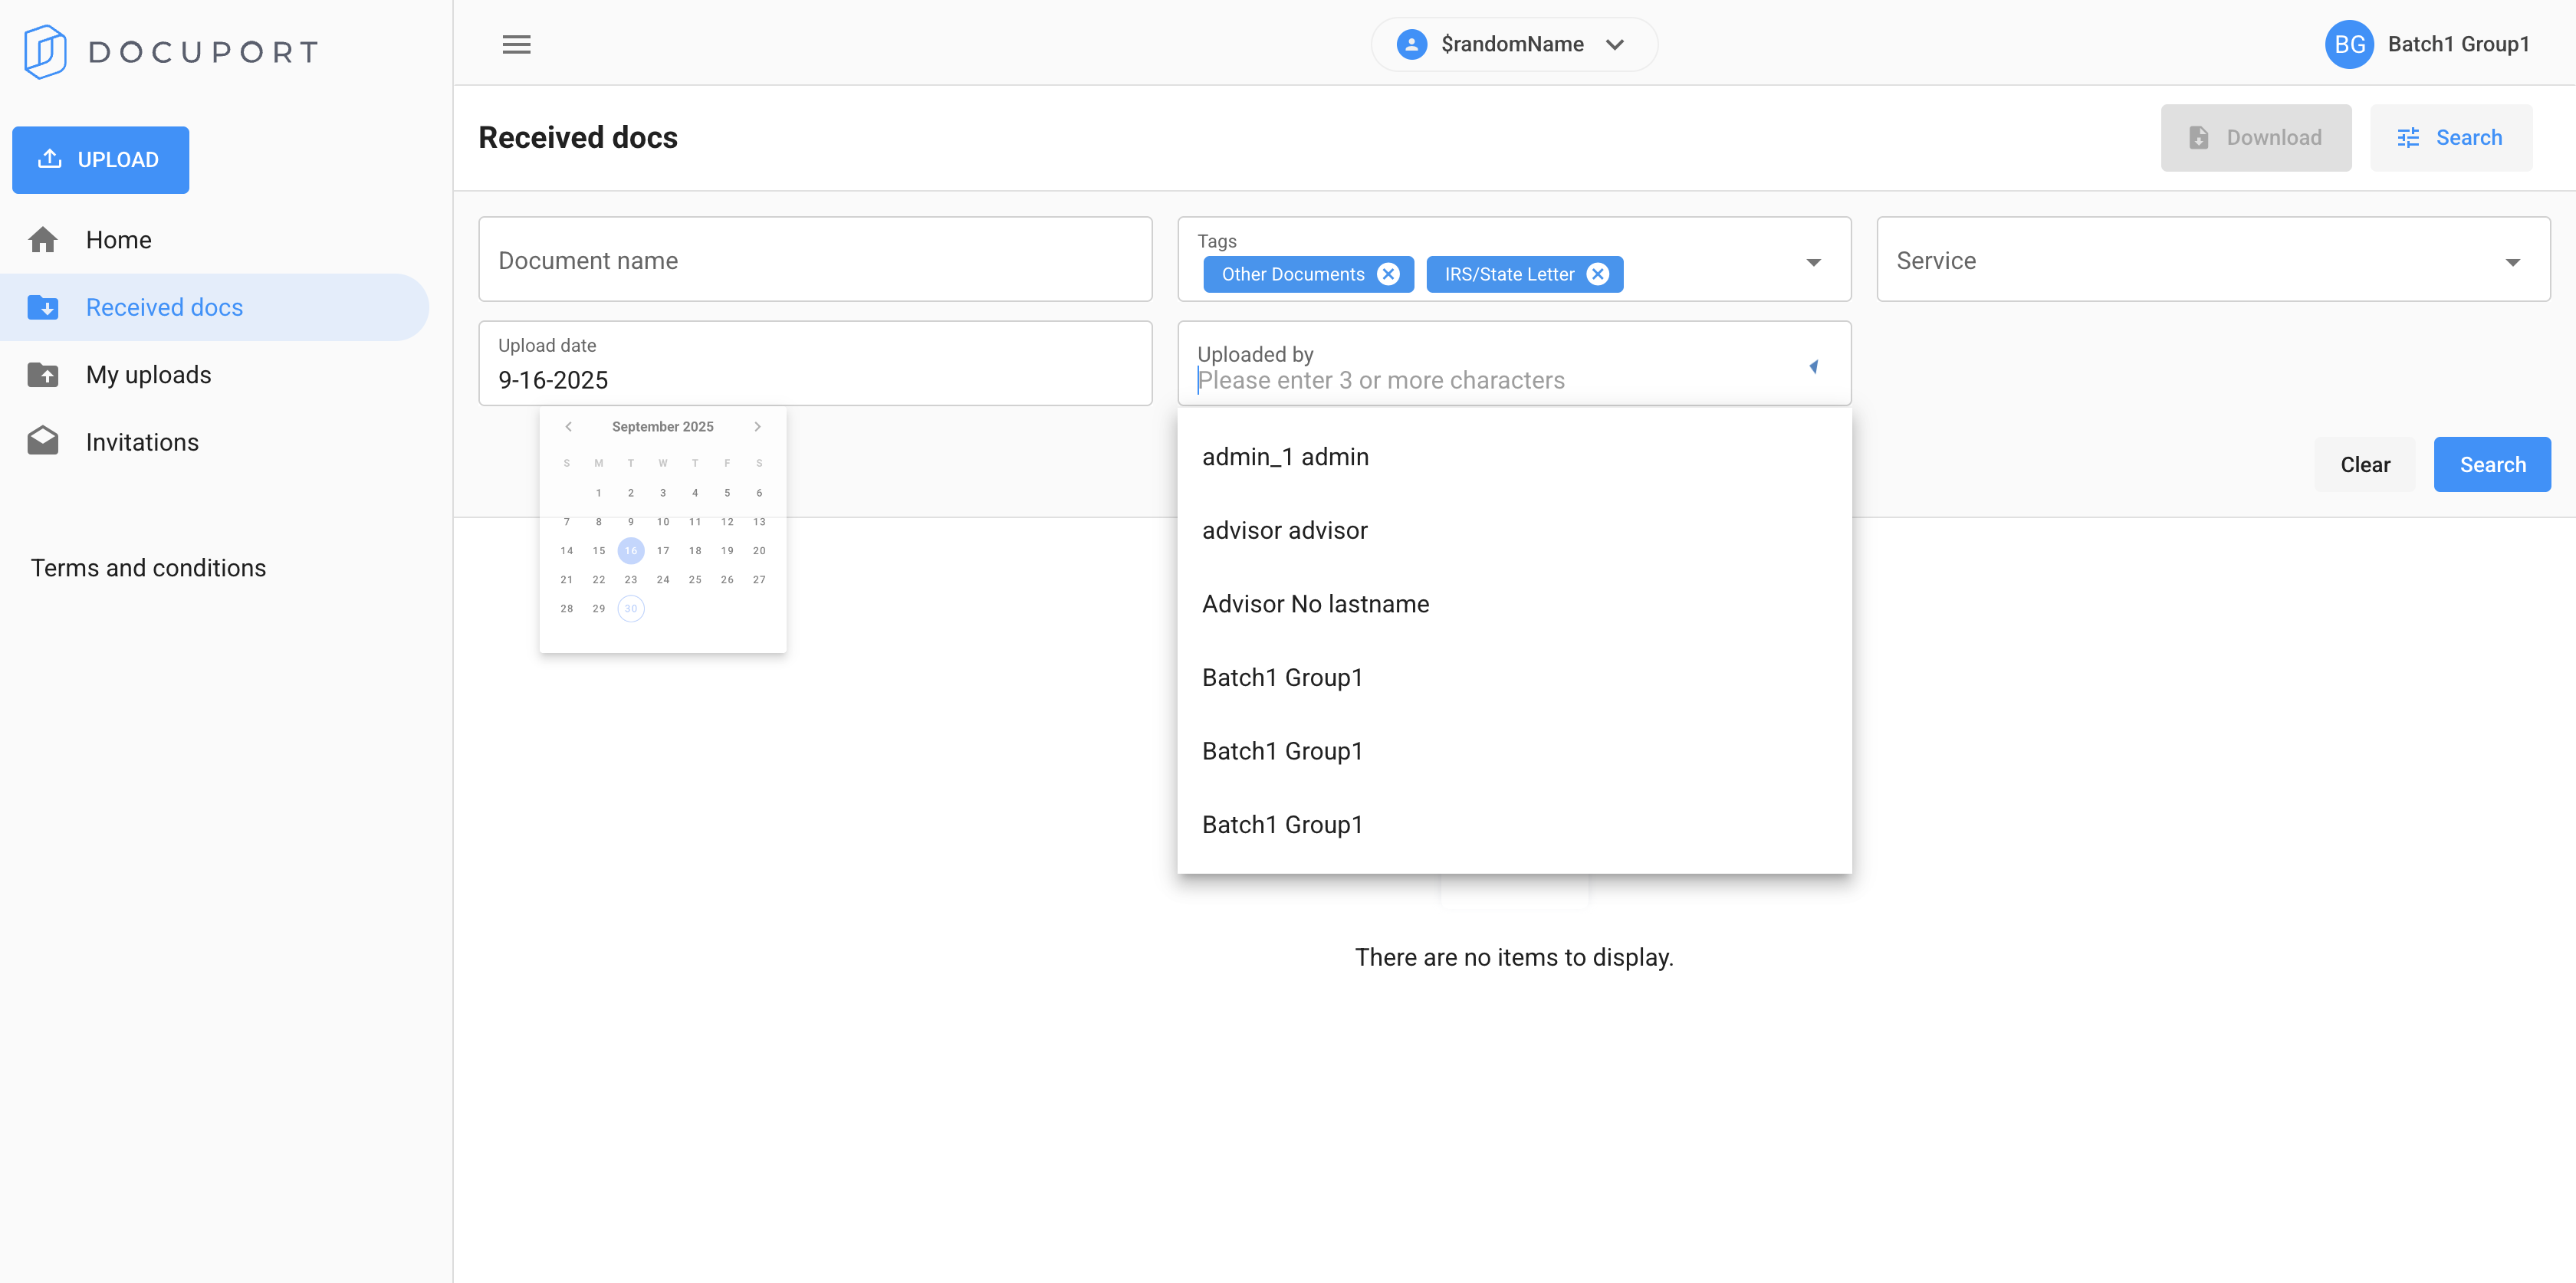 DOCUPORT
UPLOAD
Home
Received docs
My uploads
Invitations
Terms and conditions
$randomName
BG Batch1 Group1
Received docs
Download
Search
Document name
Tags
Other Documents IRS/State Letter
Service
Upload date
9-16-2025
Uploaded by
Please enter 3 or more characters
September 2025
S M T W T F S
1 2 3 4 5 6
7 8 9 10 11 12 13
14 15 16 17 18 19 20
21 22 23 24 25 26 27
28 29 30
admin_1 admin
advisor advisor
Advisor No lastname
Batch1 Group1
Batch1 Group1
Batch1 Group1
Clear
Search
There are no items to display.